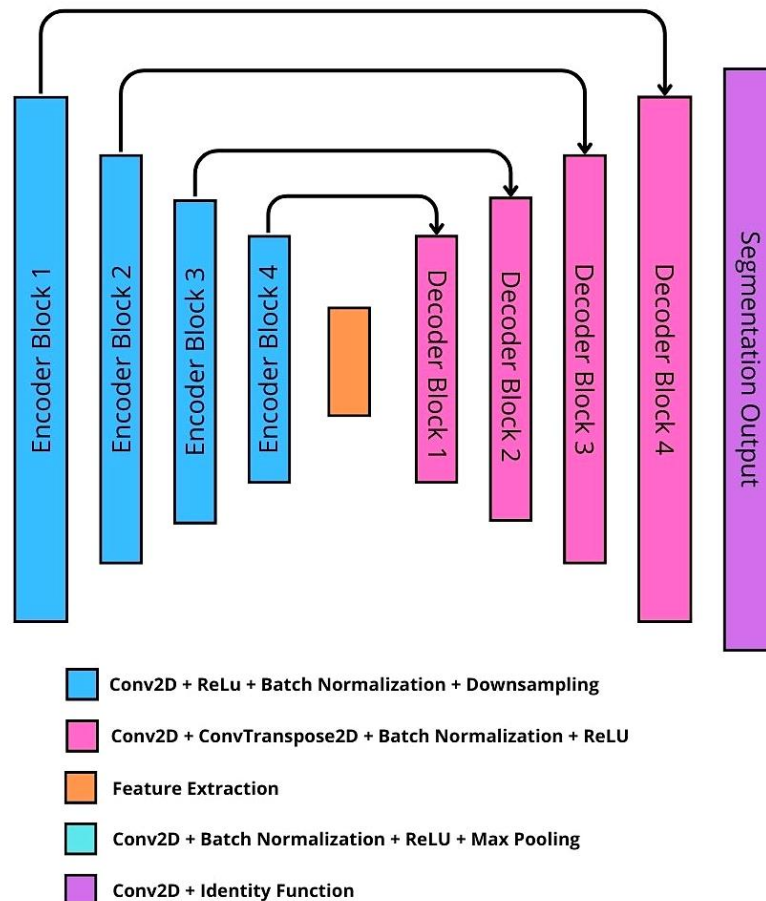 Encoder Block 1
Encoder Block 2
Encoder Block 3
Encoder Block 4
Decoder Block 1
Decoder Block 2
Decoder Block 3
Decoder Block 4
Segmentation Output
Conv2D + ReLu + Batch Normalization + Downsampling
Conv2D + ConvTranspose2D + Batch Normalization + ReLU
Feature Extraction
Conv2D + Batch Normalization + ReLU + Max Pooling
Conv2D + Identity Function